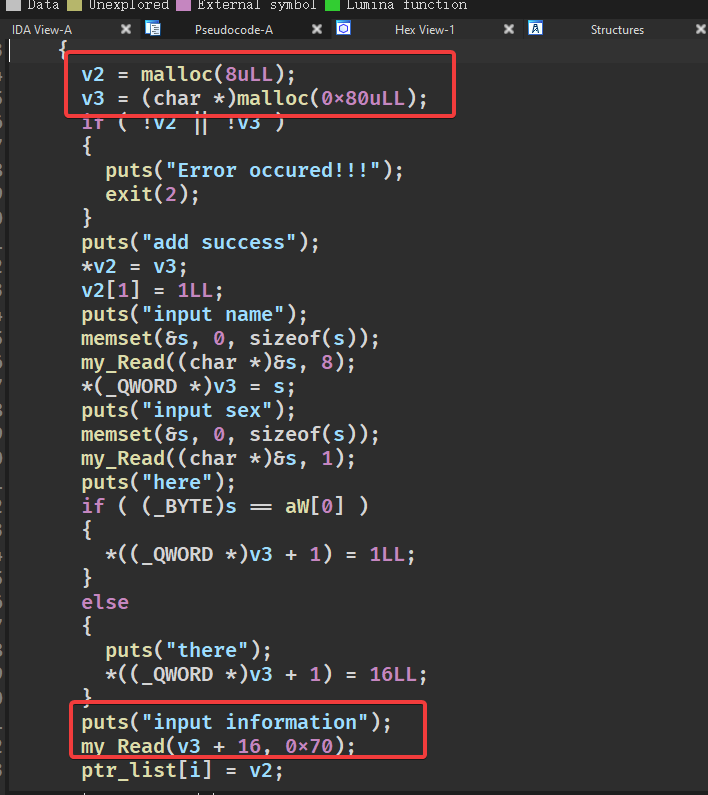 Data Unexplored External symbol Lumina function
IDA View-A Pseudocode-A Hex View-1 Structures
{
v2 = malloc(8uLL);
v3 = (char *)malloc(0×80uLL);
if ( !v2 || !v3 )
{
puts("Error occured!!!");
exit(2);
}
puts("add success");
*v2 = v3;
v2[1] = 1LL;
puts("input name");
memset(&s, 0, sizeof(s));
my_Read((char *)&s, 8);
*(_QWORD *)v3 = s;
puts("input sex");
memset(&s, 0, sizeof(s));
my_Read((char *)&s, 1);
puts("here");
if ( (_BYTE)s == aW[0] )
{
*((_QWORD *)v3 + 1) = 1LL;
}
else
{
puts("there");
*((_QWORD *)v3 + 1) = 16LL;
}
puts("input information");
my_Read(v3 + 16, 0×70);
ptr_list[i] = v2;